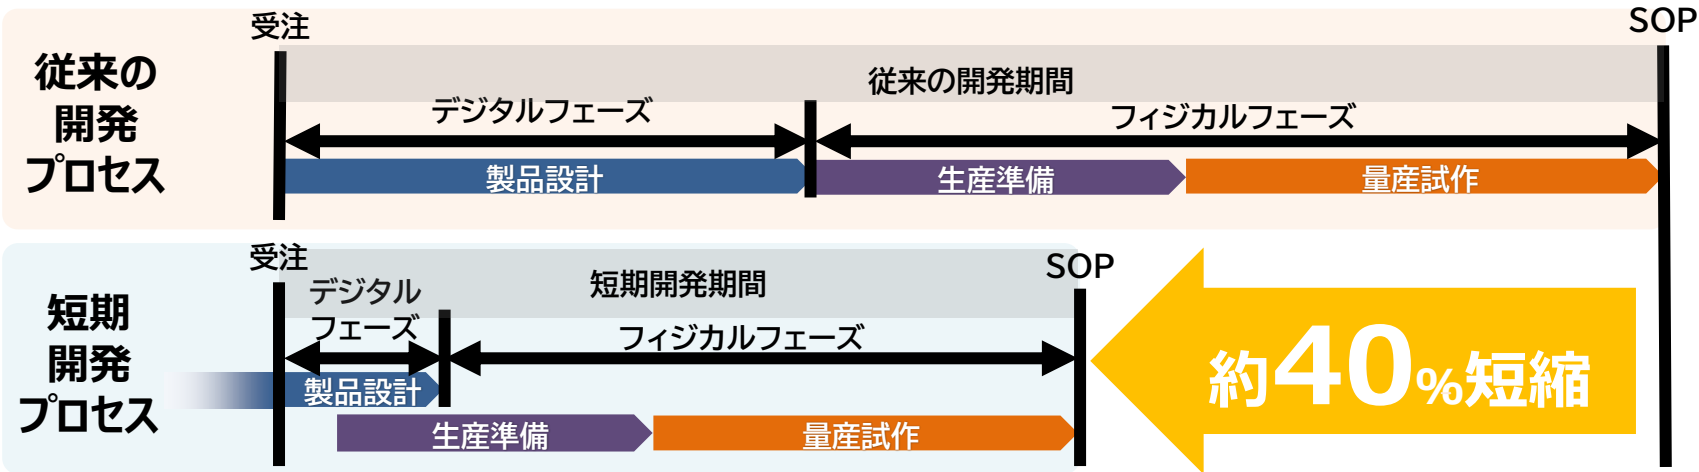 受注
SOP
従来の
開発
プロセス
従来の開発期間
デジタルフェーズ
フィジカルフェーズ
製品設計
生産準備
量産試作
受注
SOP
短期
開発
プロセス
短期開発期間
デジタル
フェーズ
フィジカルフェーズ
製品設計
生産準備
量産試作
約40%短縮